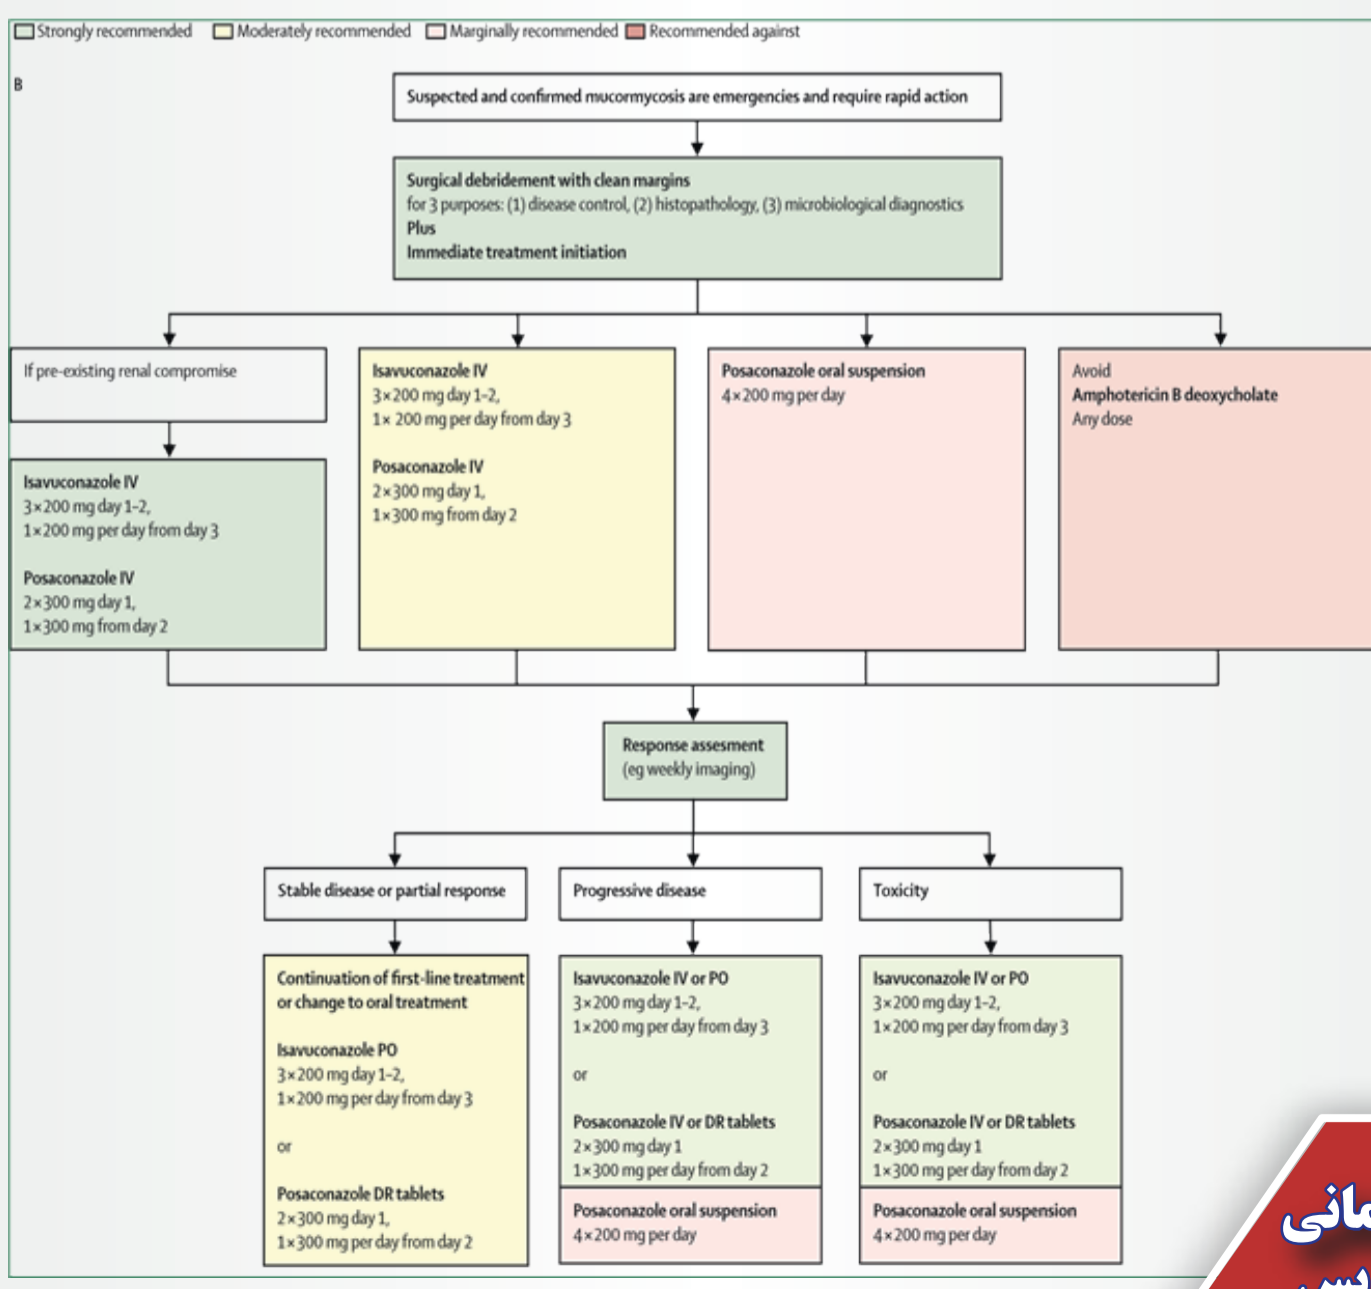 Strongly recommended Moderately recommended Marginally recommended Recommended against
B
Suspected and confirmed mucormycosis are emergencies and require rapid action
Surgical debridement with clean margins
for 3 purposes: (1) disease control, (2) histopathology, (3) microbiological diagnostics
Plus
Immediate treatment initiation
If pre-existing renal compromise
Isavuconazole IV
3×200 mg day 1–2,
1×200 mg per day from day 3
Posaconazole IV
2×300 mg day 1,
1×300 mg from day 2
Isavuconazole IV
3×200 mg day 1–2,
1× 200 mg per day from day 3
Posaconazole IV
2×300 mg day 1,
1×300 mg from day 2
Posaconazole oral suspension
4×200 mg per day
Avoid
Amphotericin B deoxycholate
Any dose
Response assesment
(eg weekly imaging)
Stable disease or partial response
Continuation of first-line treatment
or change to oral treatment
Isavuconazole PO
3×200 mg day 1–2,
1×200 mg per day from day 3
or
Posaconazole DR tablets
2×300 mg day 1,
1×300 mg per day from day 2
Progressive disease
Isavuconazole IV or PO
3×200 mg day 1–2,
1×200 mg per day from day 3
or
Posaconazole IV or DR tablets
2×300 mg day 1
1×300 mg per day from day 2
Posaconazole oral suspension
4×200 mg per day
Toxicity
Isavuconazole IV or PO
3×200 mg day 1–2,
1×200 mg per day from day 3
or
Posaconazole IV or DR tablets
2×300 mg day 1
1×300 mg per day from day 2
Posaconazole oral suspension
4×200 mg per day